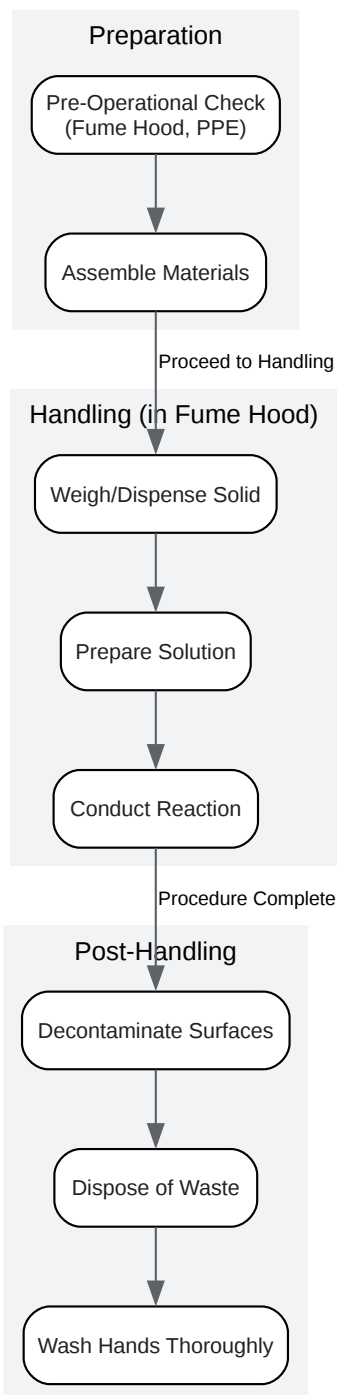 Preparation
Pre-Operational Check
(Fume Hood, PPE)
Assemble Materials
Proceed to Handling
Handling (in Fume Hood)
Weigh/Dispense Solid
Prepare Solution
Conduct Reaction
Procedure Complete
Post-Handling
Decontaminate Surfaces
Dispose of Waste
Wash Hands Thoroughly